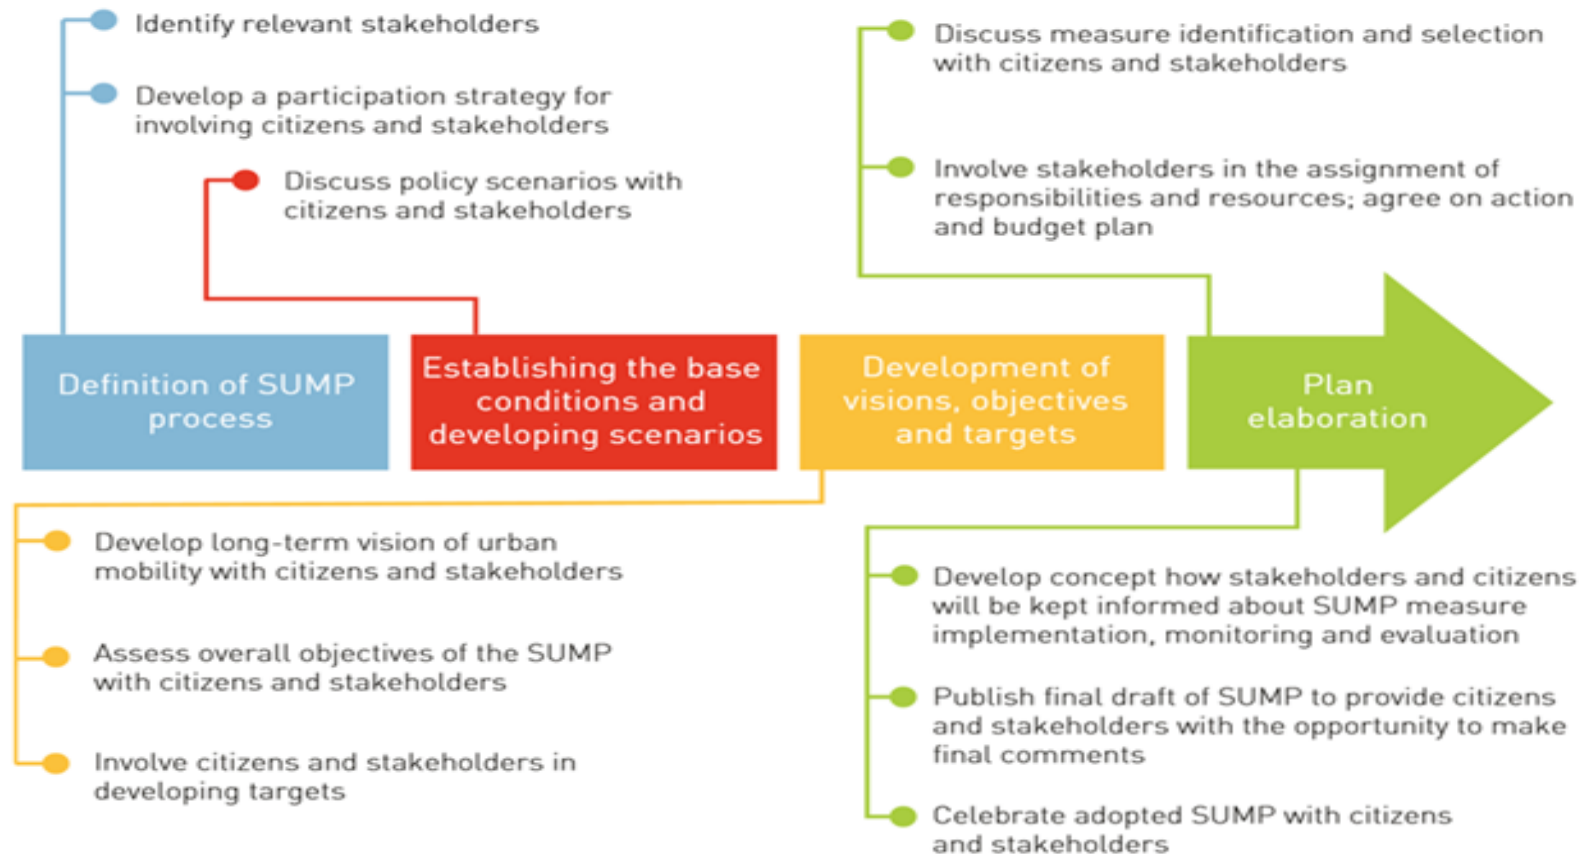 Identify relevant stakeholders
Develop a participation strategy for
involving citizens and stakeholders
Discuss policy scenarios with
citizens and stakeholders
Discuss measure identification and selection
with citizens and stakeholders
Involve stakeholders in the assignment of
responsibilities and resources; agree on action
and budget plan
Definition of SUMP
process
Establishing the base
conditions and
developing scenarios
Development of
visions, objectives
and targets
Plan
elaboration
Develop long-term vision of urban
mobility with citizens and stakeholders
Assess overall objectives of the SUMP
with citizens and stakeholders
Involve citizens and stakeholders in
developing targets
Develop concept how stakeholders and citizens
will be kept informed about SUMP measure
implementation, monitoring and evaluation
Publish final draft of SUMP to provide citizens
and stakeholders with the opportunity to make
final comments
Celebrate adopted SUMP with citizens
and stakeholders